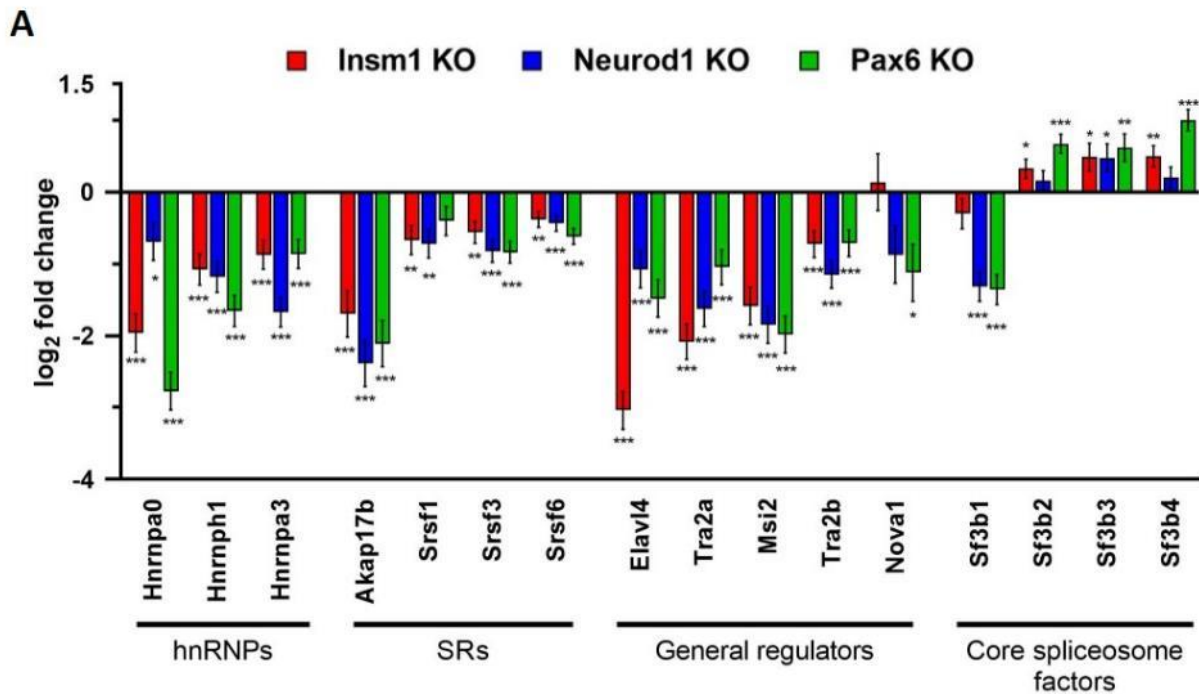 A
Insm1 KO Neurod1 KO Pax6 KO
log2 fold change
1.5
0
-2
-4
* *** * * ** ** ***
*** * *** *** *** *** *** *** *** *** *** *** ** ** ** *** *** ** *** *** *** *** *** *** *** *** *** *** *** *** *** *** * *** ***
Hnrnpa0 Hnrnph1 Hnrnpa3 Akap17b Srsf1 Srsf3 Srsf6 Elavl4 Tra2a Msi2 Tra2b Nova1 Sf3b1 Sf3b2 Sf3b3 Sf3b4
hnRNPs SRs General regulators Core spliceosome
factors